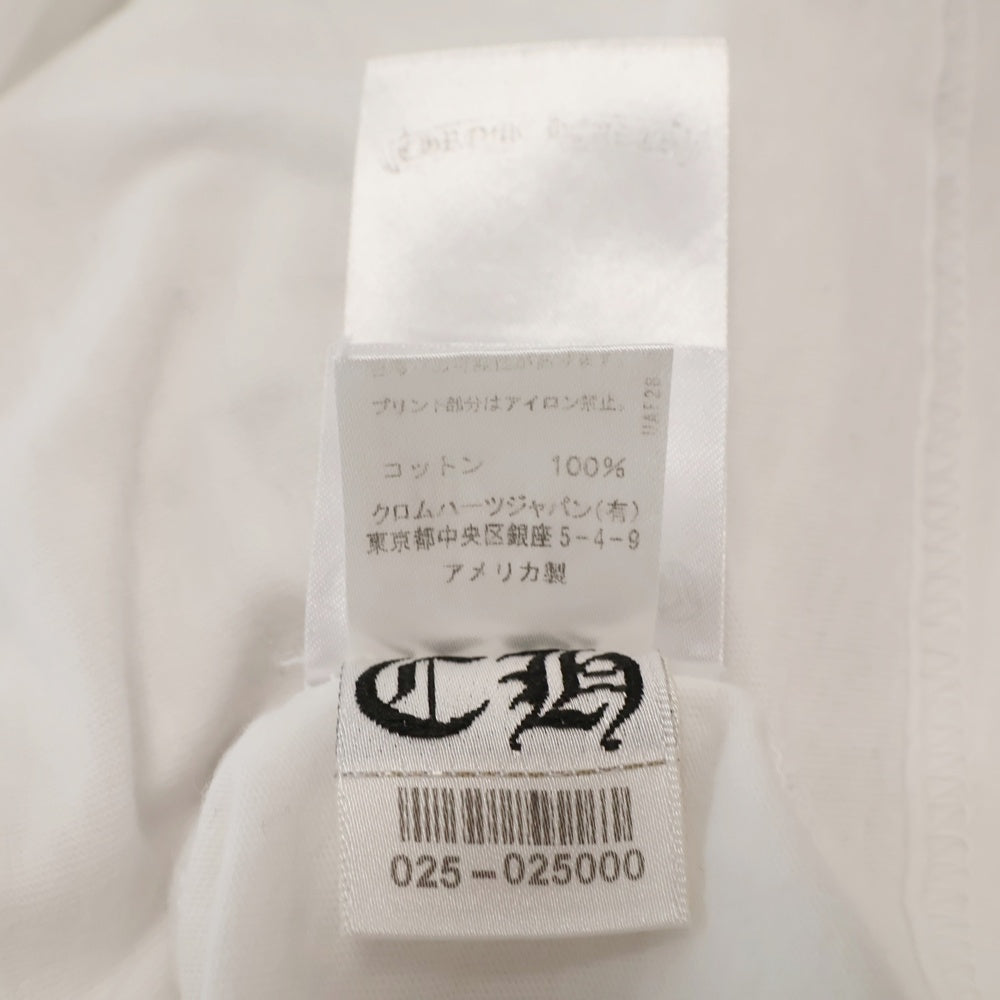 プリント部分はアイロン禁止。
UAF28
コットン 100%
クロムハーツジャパン(有)
東京都中央区銀座5-4-9
アメリカ製
CH
025-025000